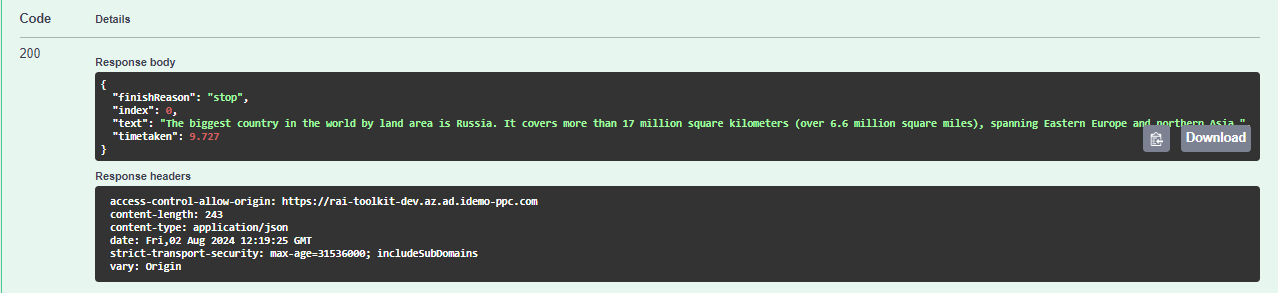 Code Details
200
Response body
{
"finishReason": "stop",
"index": 0,
"text": "The biggest country in the world by land area is Russia. It covers more than 17 million square kilometers (over 6.6 million square miles), spanning Eastern Europe and northern Asia."
"timetaken": 9.727
}
Download
Response headers
access-control-allow-origin: https://rai-toolkit-dev.az.ad.idemo-ppc.com
content-length: 243
content-type: application/json
date: Fri,02 Aug 2024 12:19:25 GMT
strict-transport-security: max-age=31536000; includeSubDomains
vary: Origin